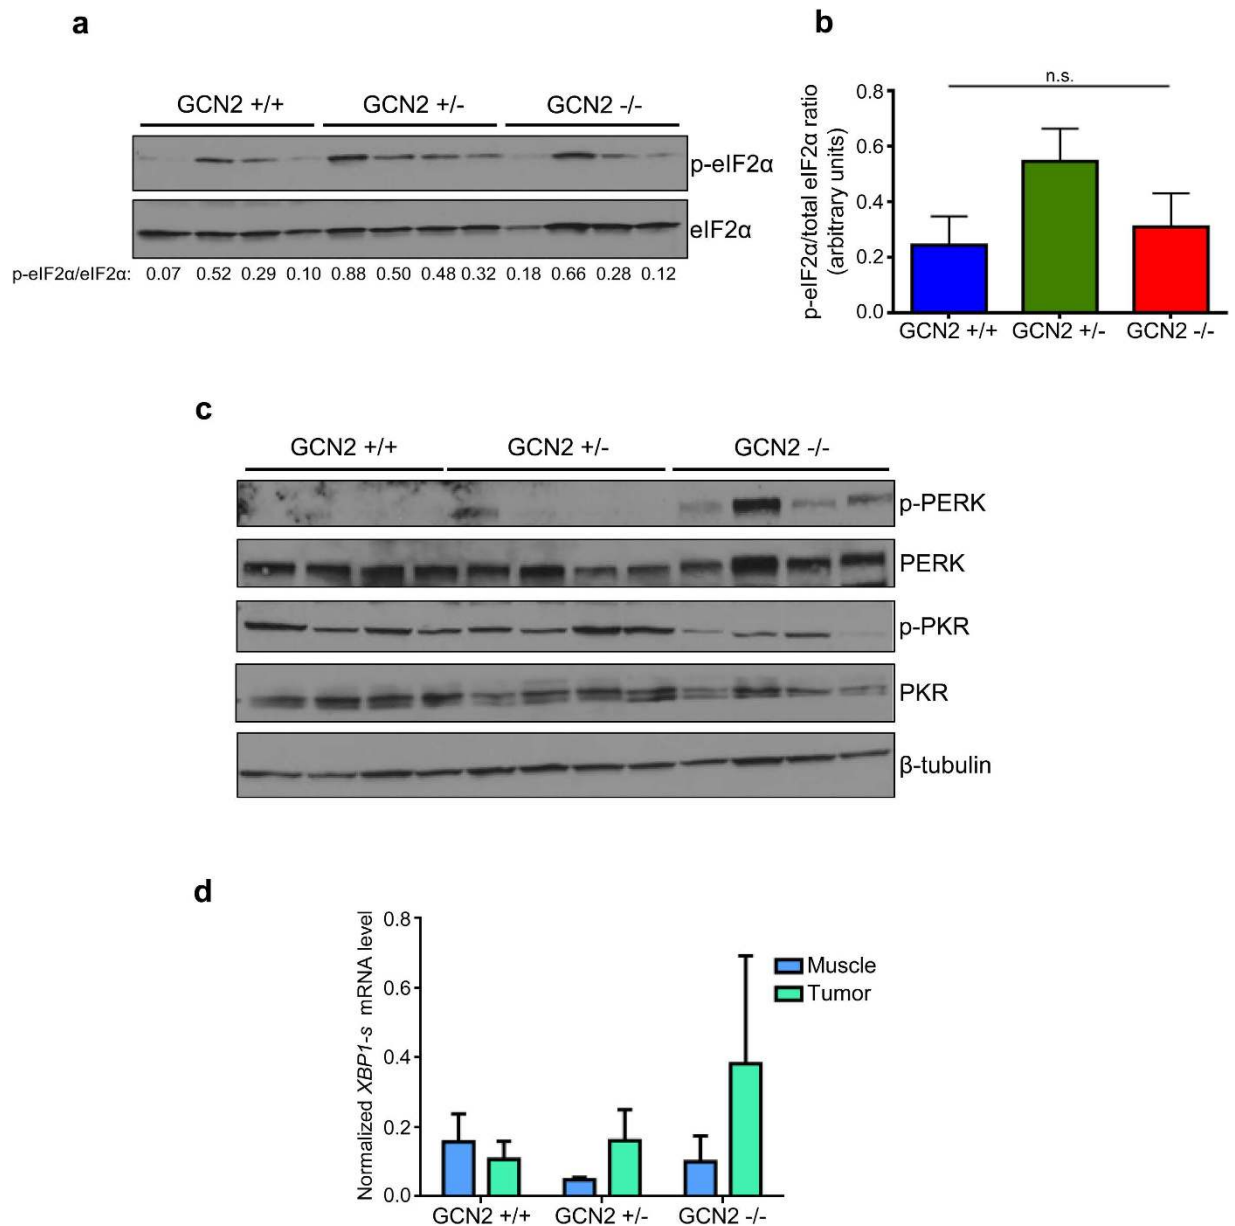 a
GCN2 +/+ GCN2 +/- GCN2 -/-
p-eIF2α
eIF2α
p-eIF2α/eIF2α: 0.07 0.52 0.29 0.10 0.88 0.50 0.48 0.32 0.18 0.66 0.28 0.12
b
p-eIF2α/total eIF2α ratio
(arbitrary units)
n.s.
0.8
0.6
0.4
0.2
0.0
GCN2 +/+ GCN2 +/- GCN2 -/-
c
GCN2 +/+ GCN2 +/- GCN2 -/-
p-PERK
PERK
p-PKR
PKR
β-tubulin
d
Normalized XBP1-s mRNA level
0.8
0.6
0.4
0.2
0.0
Muscle
Tumor
GCN2 +/+ GCN2 +/- GCN2 -/-